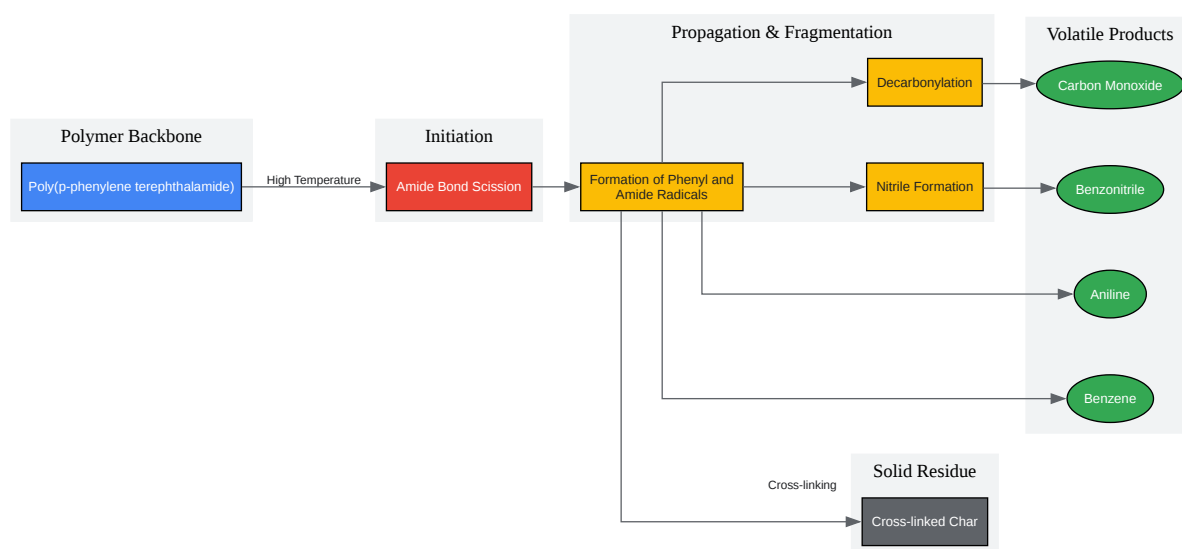 Propagation & Fragmentation
Volatile Products
Decarbonylation
Carbon Monoxide
Polymer Backbone
Initiation
Poly(p-phenylene terephthalamide)
High Temperature
Amide Bond Scission
Formation of Phenyl and
Amide Radicals
Nitrile Formation
Benzonitrile
Aniline
Benzene
Solid Residue
Cross-linking
Cross-linked Char